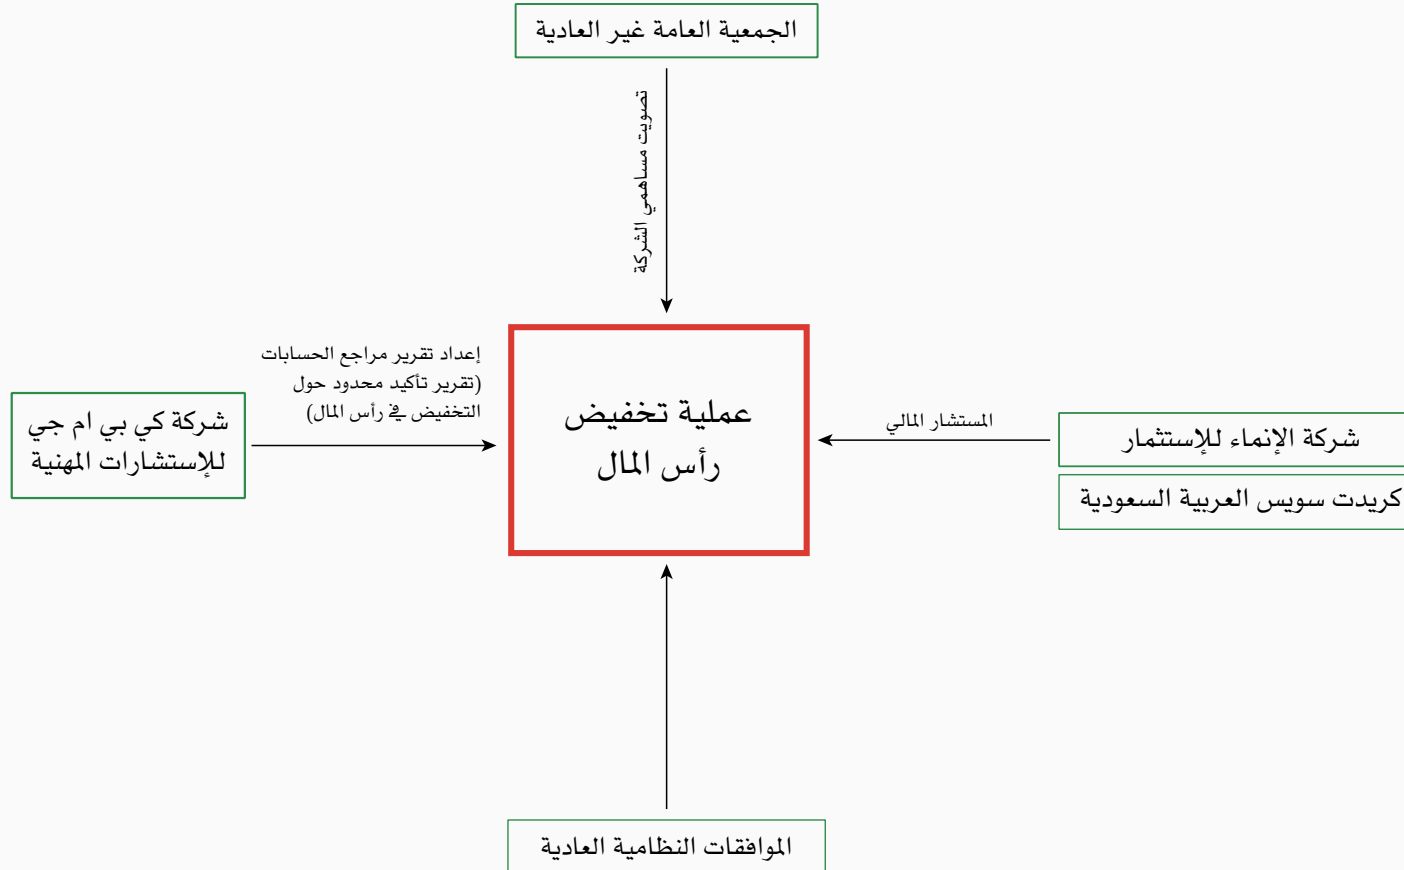 الجمعية العامة غير العادية
تصويت مساهمي الشركة
إعداد تقرير مراجع الحسابات
(تقرير تأكيد محدود حول
التخفيض في رأس المال)
عملية تخفيض
رأس المال
المستشار المالي
شركة الإنماء للإستثمار
كريدت سويس العربية السعودية
شركة كي بي ام جي
للإستشارات المهنية
الموافقات النظامية العادية